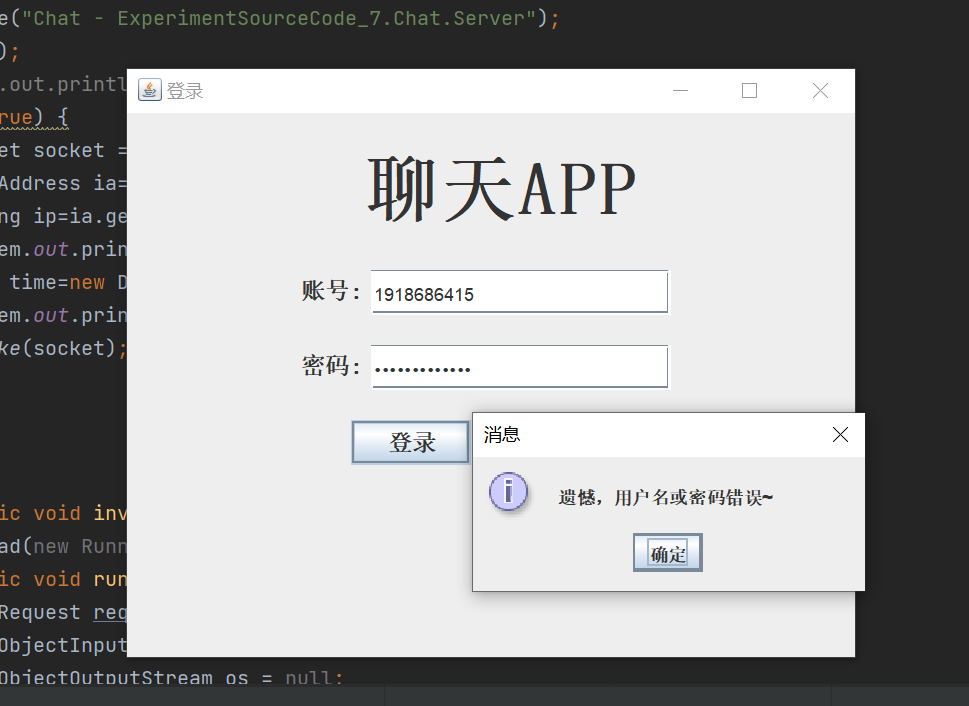 e("Chat - ExperimentSourceCode_7.Chat.Server");
);
.out.printl
登录
rue) {
et socket =
聊天APP
Address ia=
ng ip=ia.ge
em.out.prin
time=new D
账号:
1918686415
em.out.prin
ke(socket);
密码:
•••••••••••••
登录
消息
遗憾，用户名或密码错误~
确定
ic void inv
ad(new Runn
ic void run
Request req
ObjectInput
ObjectOutputStream os = null;